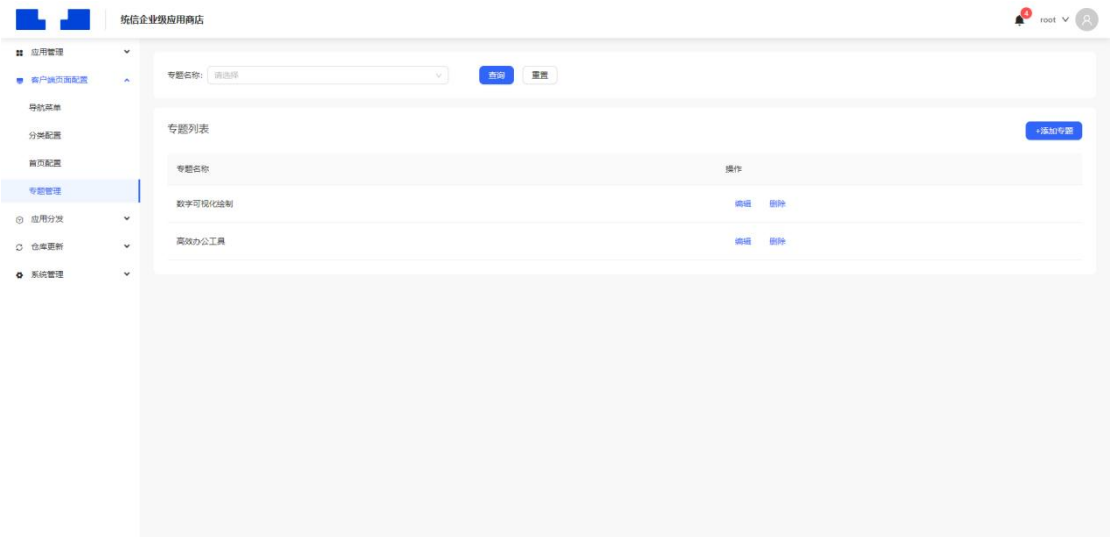 统信企业级应用商店
4
root
应用管理
客户端页面配置
导航菜单
分类配置
首页配置
专题管理
应用分发
仓库更新
系统管理
专题名称: 请选择 查询 重置
专题列表 +添加专题
专题名称 操作
数字可视化绘制 编辑 删除
高效办公工具 编辑 删除